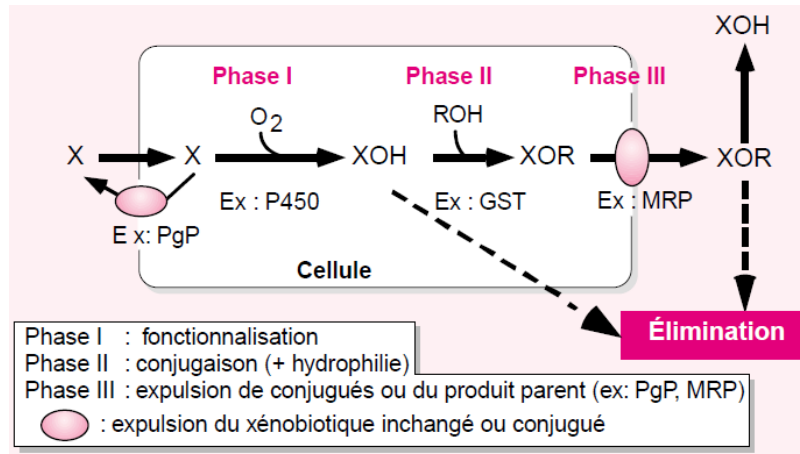 XOH
Phase I Phase II Phase III
O2 ROH
X X XOH XOR XOR
Ex : P450 Ex : GST Ex : MRP
E x: PgP
Cellule
Élimination
Phase I : fonctionnalisation
Phase II : conjugaison (+ hydrophilie)
Phase III : expulsion de conjugués ou du produit parent (ex: PgP, MRP)
: expulsion du xénobiotique inchangé ou conjugué